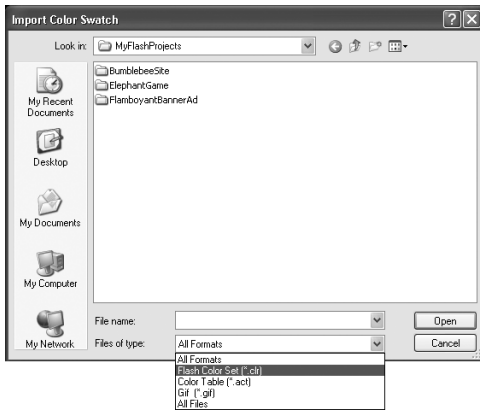 Import Color Swatch
Look in:
MyFlashProjects
BumblebeeSite
ElephantGame
FlamboyantBannerAd
My Recent
Documents
Desktop
My Documents
My Computer
My Network
File name:
Open
Files of type:
All Formats
Cancel
All Formats
Flash Color Set (*.clr)
Color Table (*.act)
Gif (*.gif)
All Files